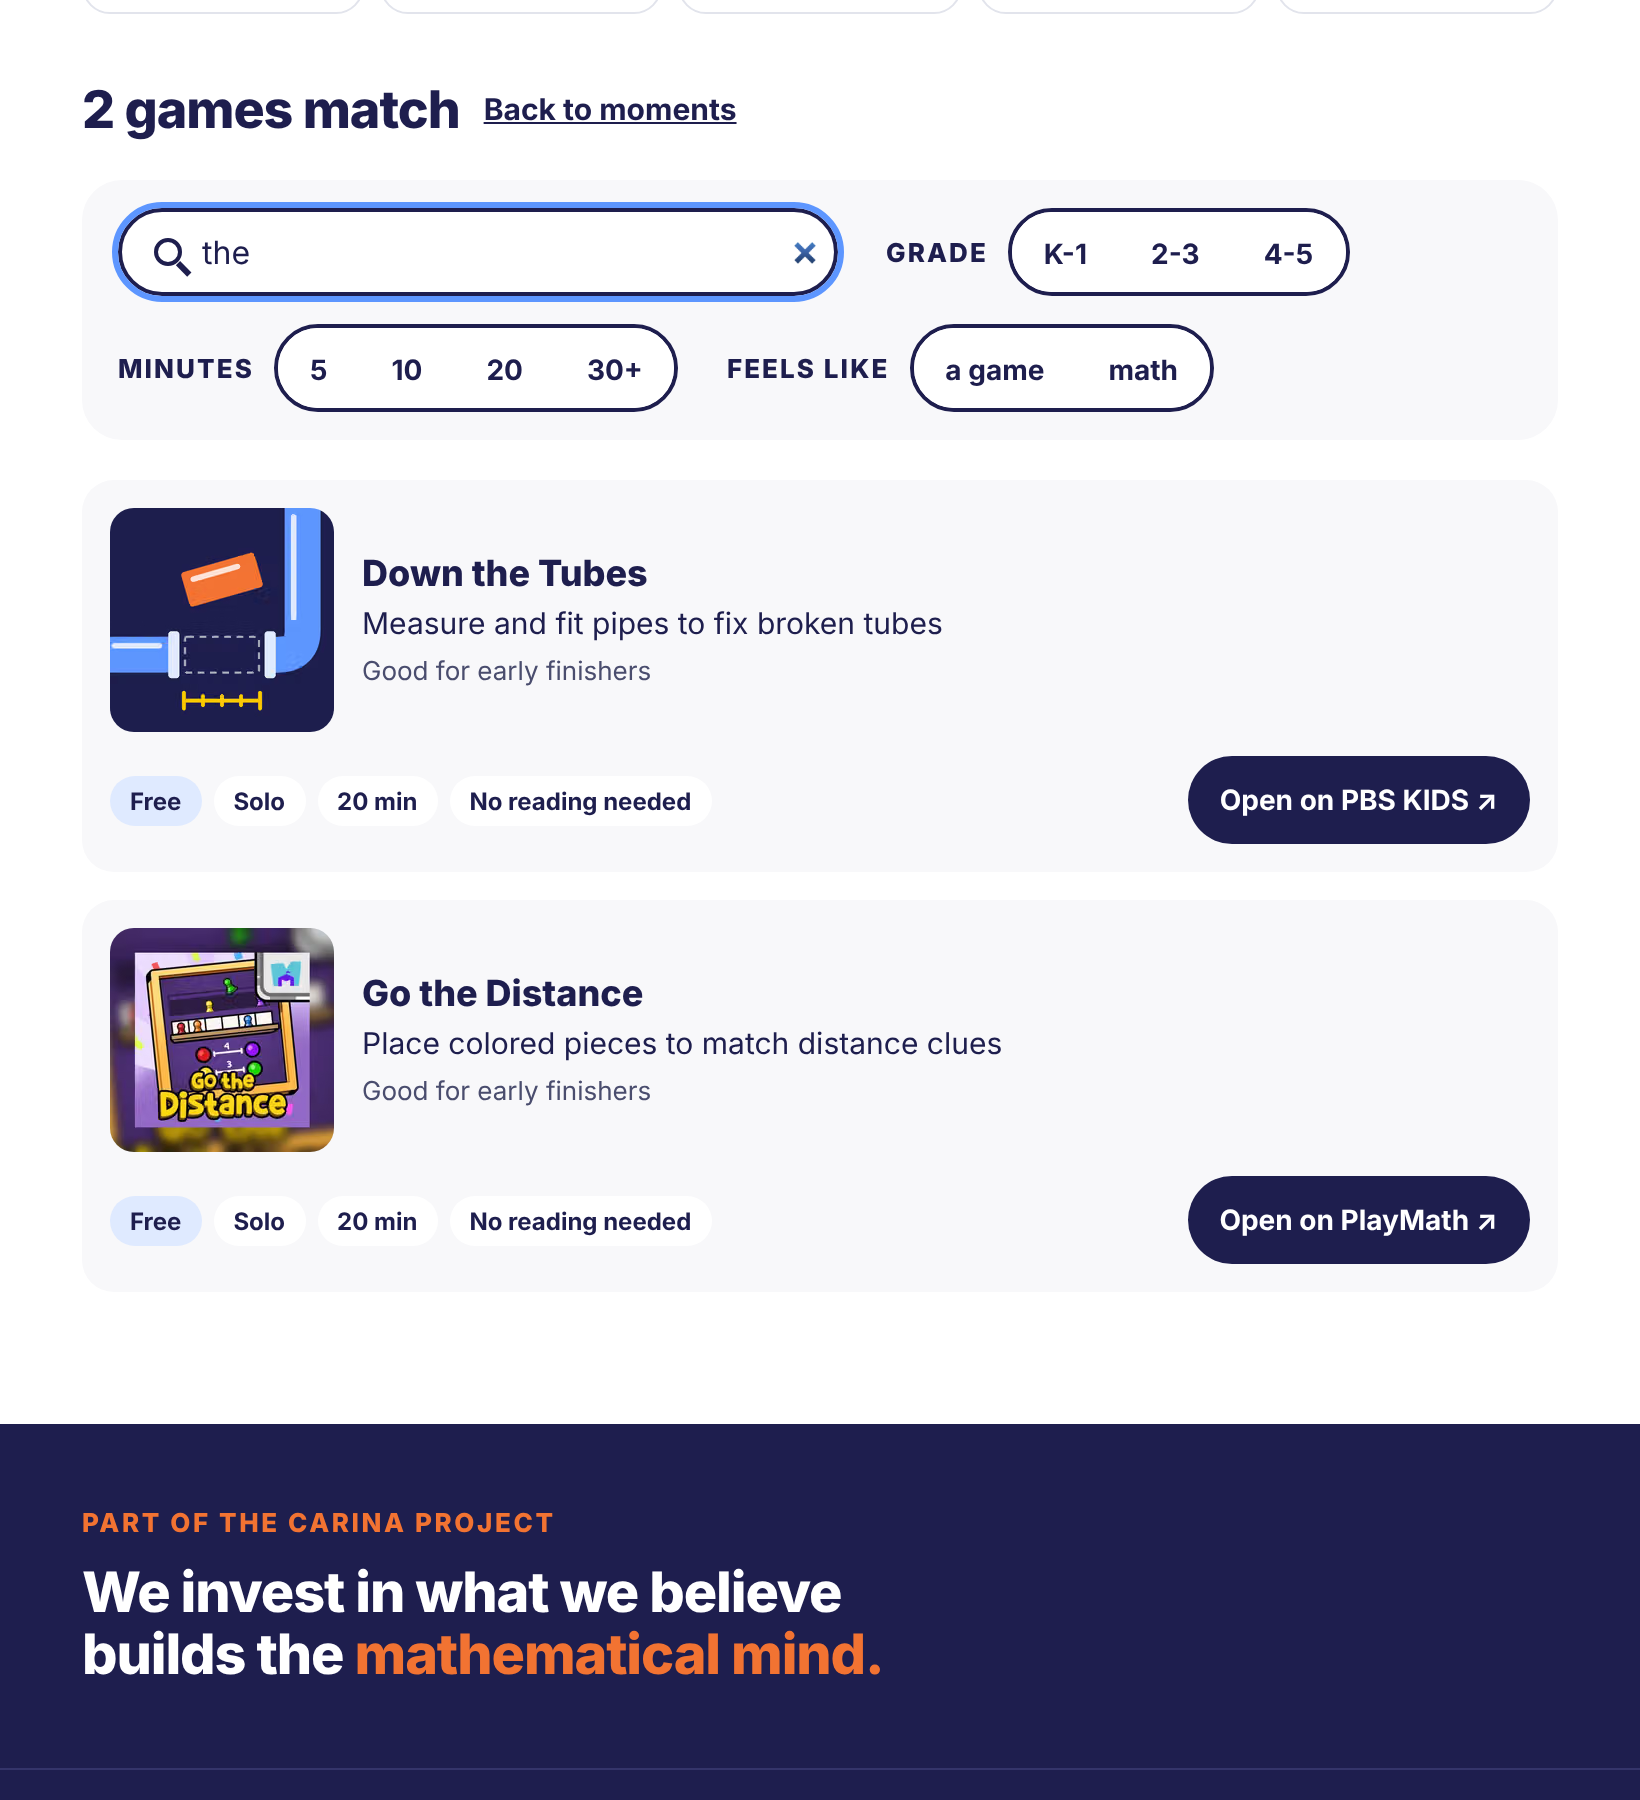 2 games match Back to moments
the
GRADE K-1 2-3 4-5
MINUTES 5 10 20 30+ FEELS LIKE a game math
Down the Tubes
Measure and fit pipes to fix broken tubes
Good for early finishers
Free Solo 20 min No reading needed Open on PBS KIDS ↗
4
3
Go the
Distance
Go the Distance
Place colored pieces to match distance clues
Good for early finishers
Free Solo 20 min No reading needed Open on PlayMath ↗
PART OF THE CARINA PROJECT
We invest in what we believe
builds the mathematical mind.